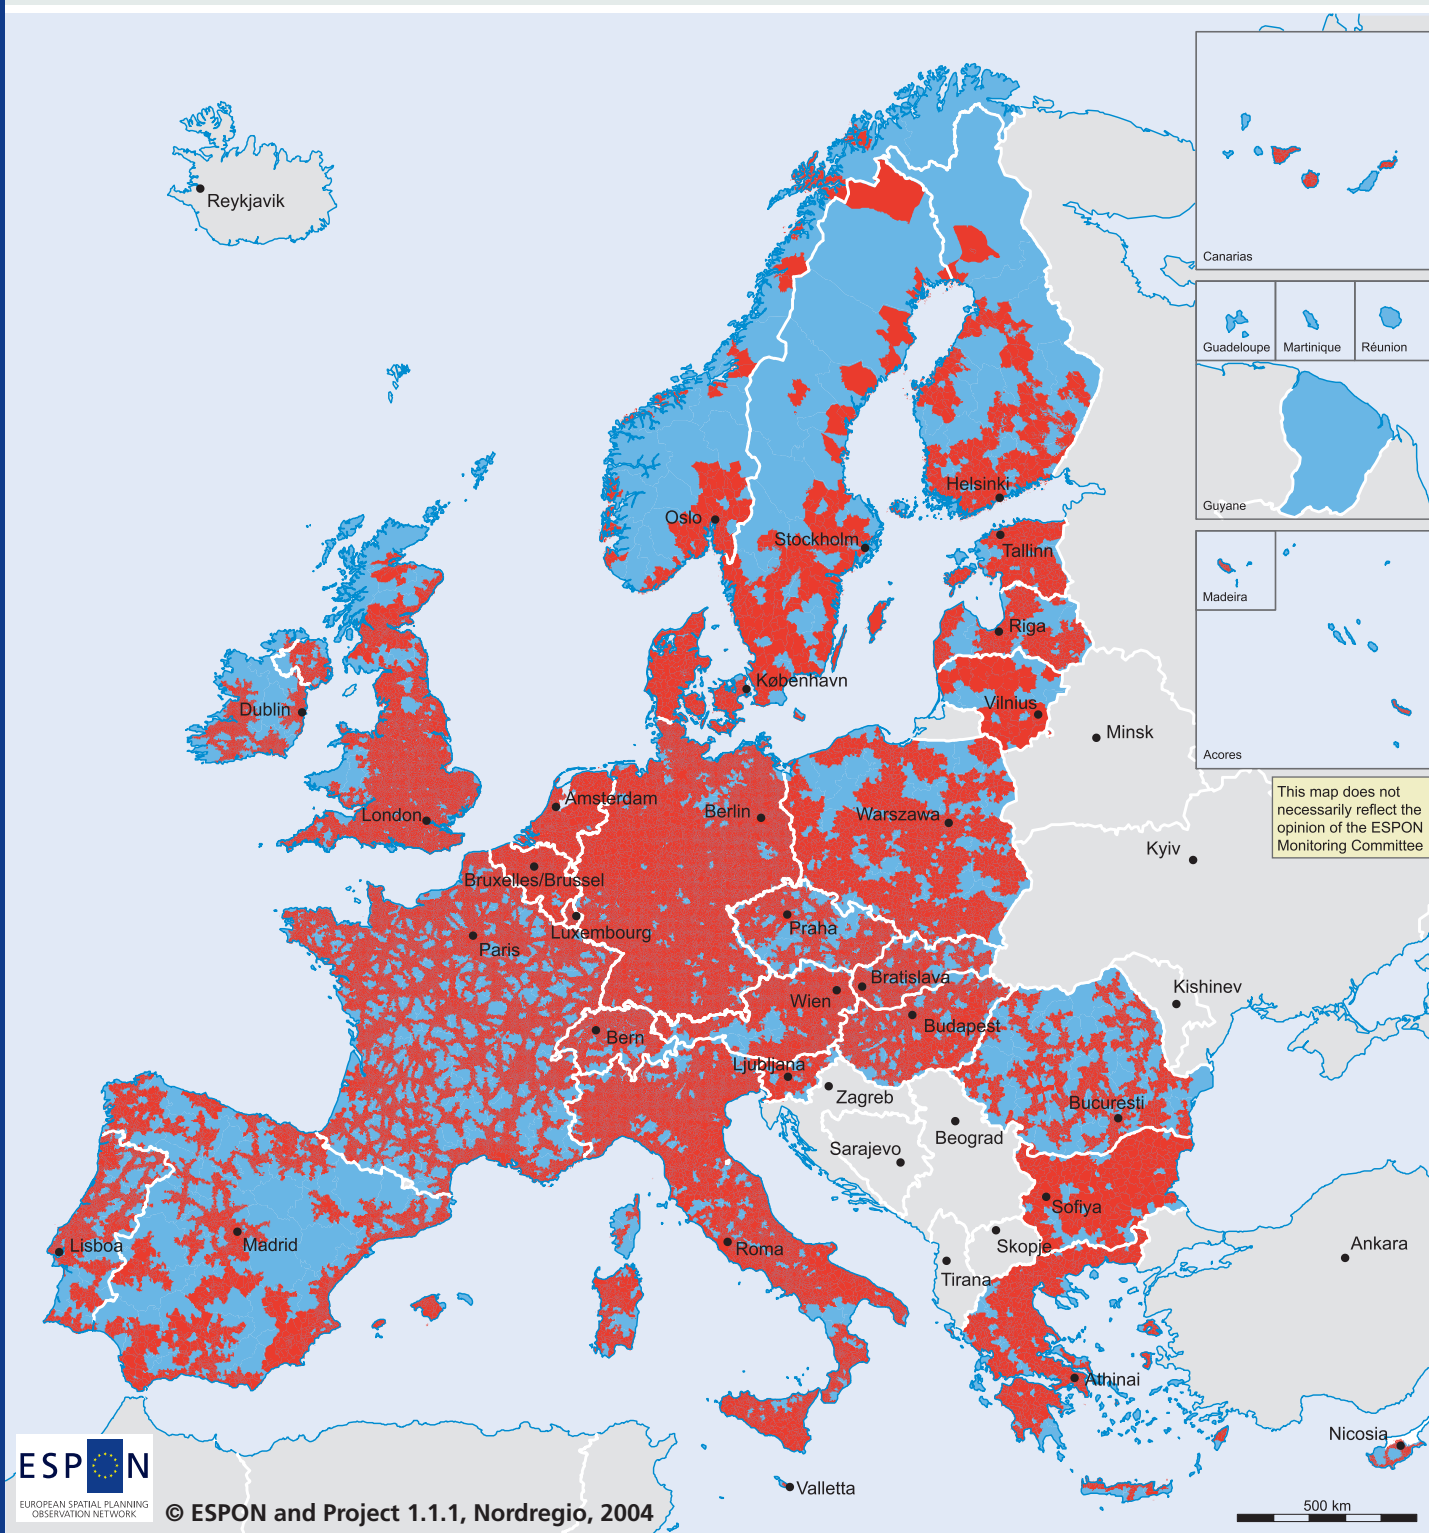 Reykjavik
Canarias
Guadeloupe
Martinique
Réunion
Guyane
Madeira
Acores
This map does not
necessarily reflect the
opinion of the ESPON
Monitoring Committee
Helsinki
Oslo
Stockholm
Tallinn
Riga
København
Vilnius
Dublin
Minsk
Amsterdam
Berlin
London
Warszawa
Kyiv
Bruxelles/Brussel
Praha
Luxembourg
Paris
Bratislava
Kishinev
Wien
Budapest
Bern
Ljubljana
Zagreb
Bucuresti
Beograd
Sarajevo
Sofiya
Lisboa
Madrid
Roma
Skopje
Ankara
Tirana
Athinai
Nicosia
Valletta
ESPON
EUROPEAN SPATIAL PLANNING
OBSERVATION NETWORK
© ESPON and Project 1.1.1, Nordregio, 2004
500 km